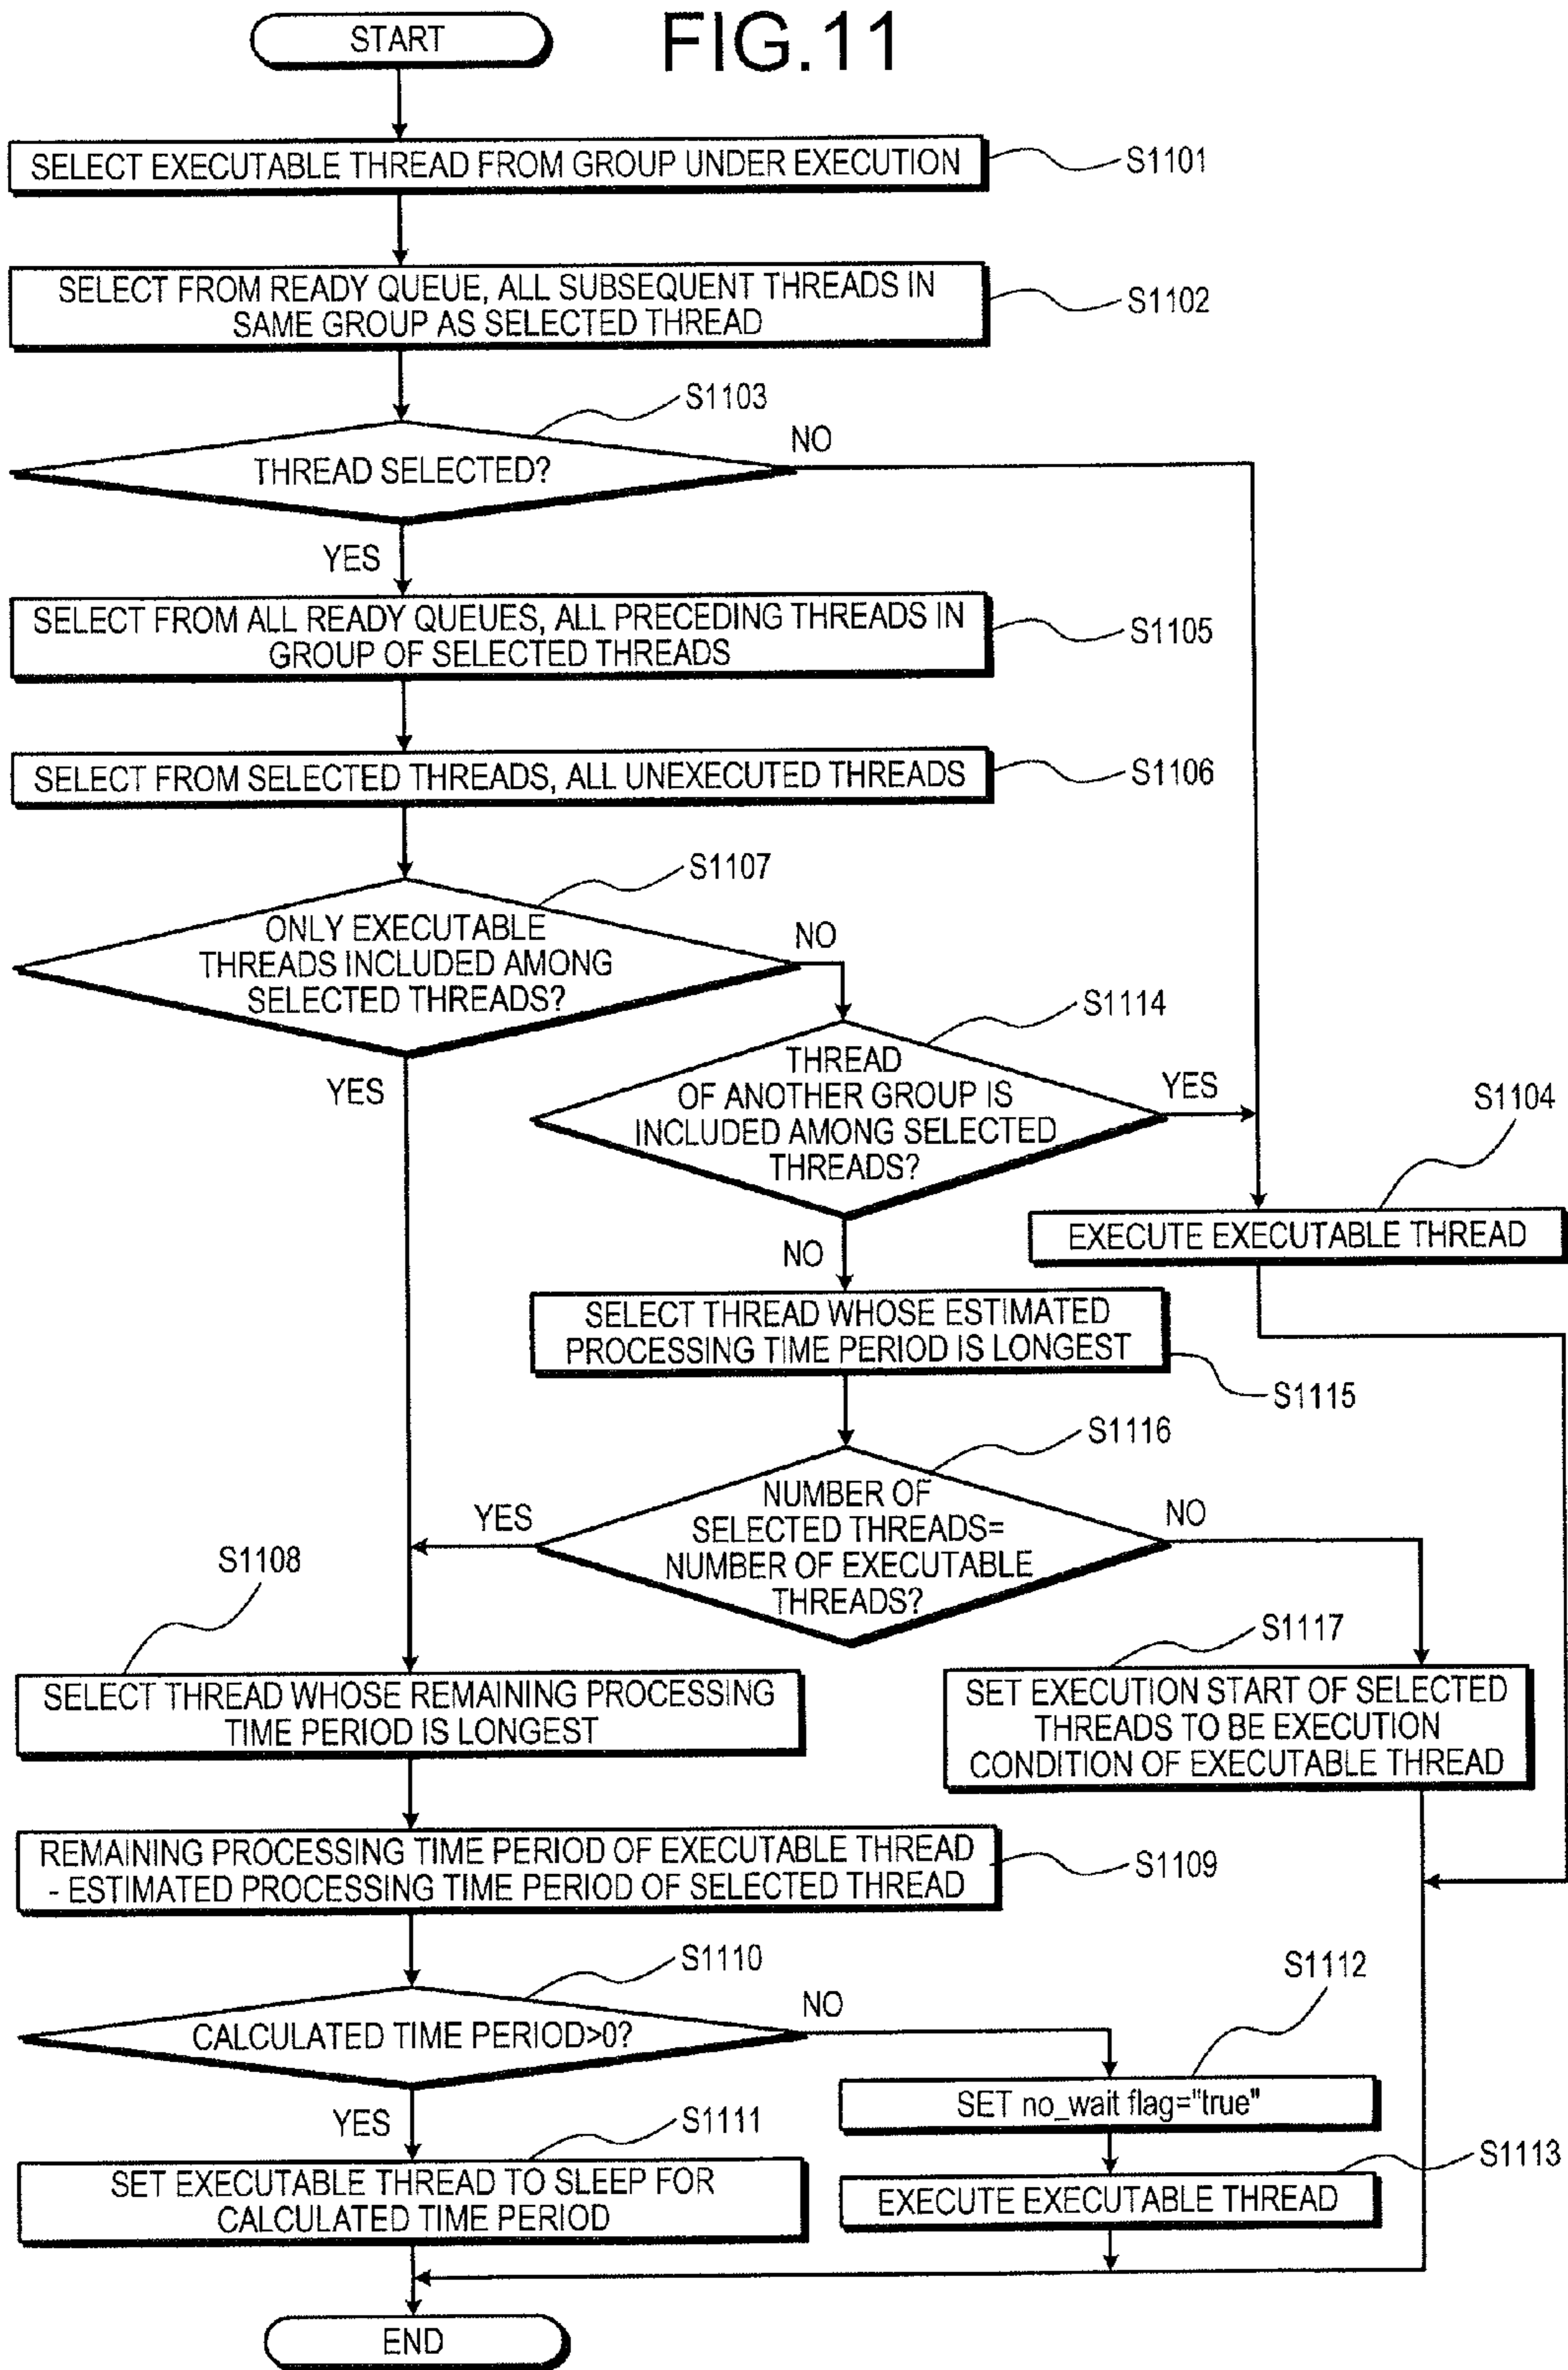 FIG.11
START
SELECT EXECUTABLE THREAD FROM GROUP UNDER EXECUTION
S1101
SELECT FROM READY QUEUE, ALL SUBSEQUENT THREADS IN
SAME GROUP AS SELECTED THREAD
S1102
S1103
THREAD SELECTED?
NO
YES
SELECT FROM ALL READY QUEUES, ALL PRECEDING THREADS IN
GROUP OF SELECTED THREADS
S1105
SELECT FROM SELECTED THREADS, ALL UNEXECUTED THREADS
S1106
S1107
ONLY EXECUTABLE
THREADS INCLUDED AMONG
SELECTED THREADS?
NO
YES
S1114
THREAD
OF ANOTHER GROUP IS
INCLUDED AMONG SELECTED
THREADS?
YES
NO
S1104
EXECUTE EXECUTABLE THREAD
SELECT THREAD WHOSE ESTIMATED
PROCESSING TIME PERIOD IS LONGEST
S1115
S1116
NUMBER OF
SELECTED THREADS=
NUMBER OF EXECUTABLE
THREADS?
YES
NO
S1108
SELECT THREAD WHOSE REMAINING PROCESSING
TIME PERIOD IS LONGEST
S1117
SET EXECUTION START OF SELECTED
THREADS TO BE EXECUTION
CONDITION OF EXECUTABLE THREAD
REMAINING PROCESSING TIME PERIOD OF EXECUTABLE THREAD
- ESTIMATED PROCESSING TIME PERIOD OF SELECTED THREAD
S1109
S1110
CALCULATED TIME PERIOD>0?
NO
YES
S1112
SET no_wait flag="true"
S1111
SET EXECUTABLE THREAD TO SLEEP FOR
CALCULATED TIME PERIOD
S1113
EXECUTE EXECUTABLE THREAD
END